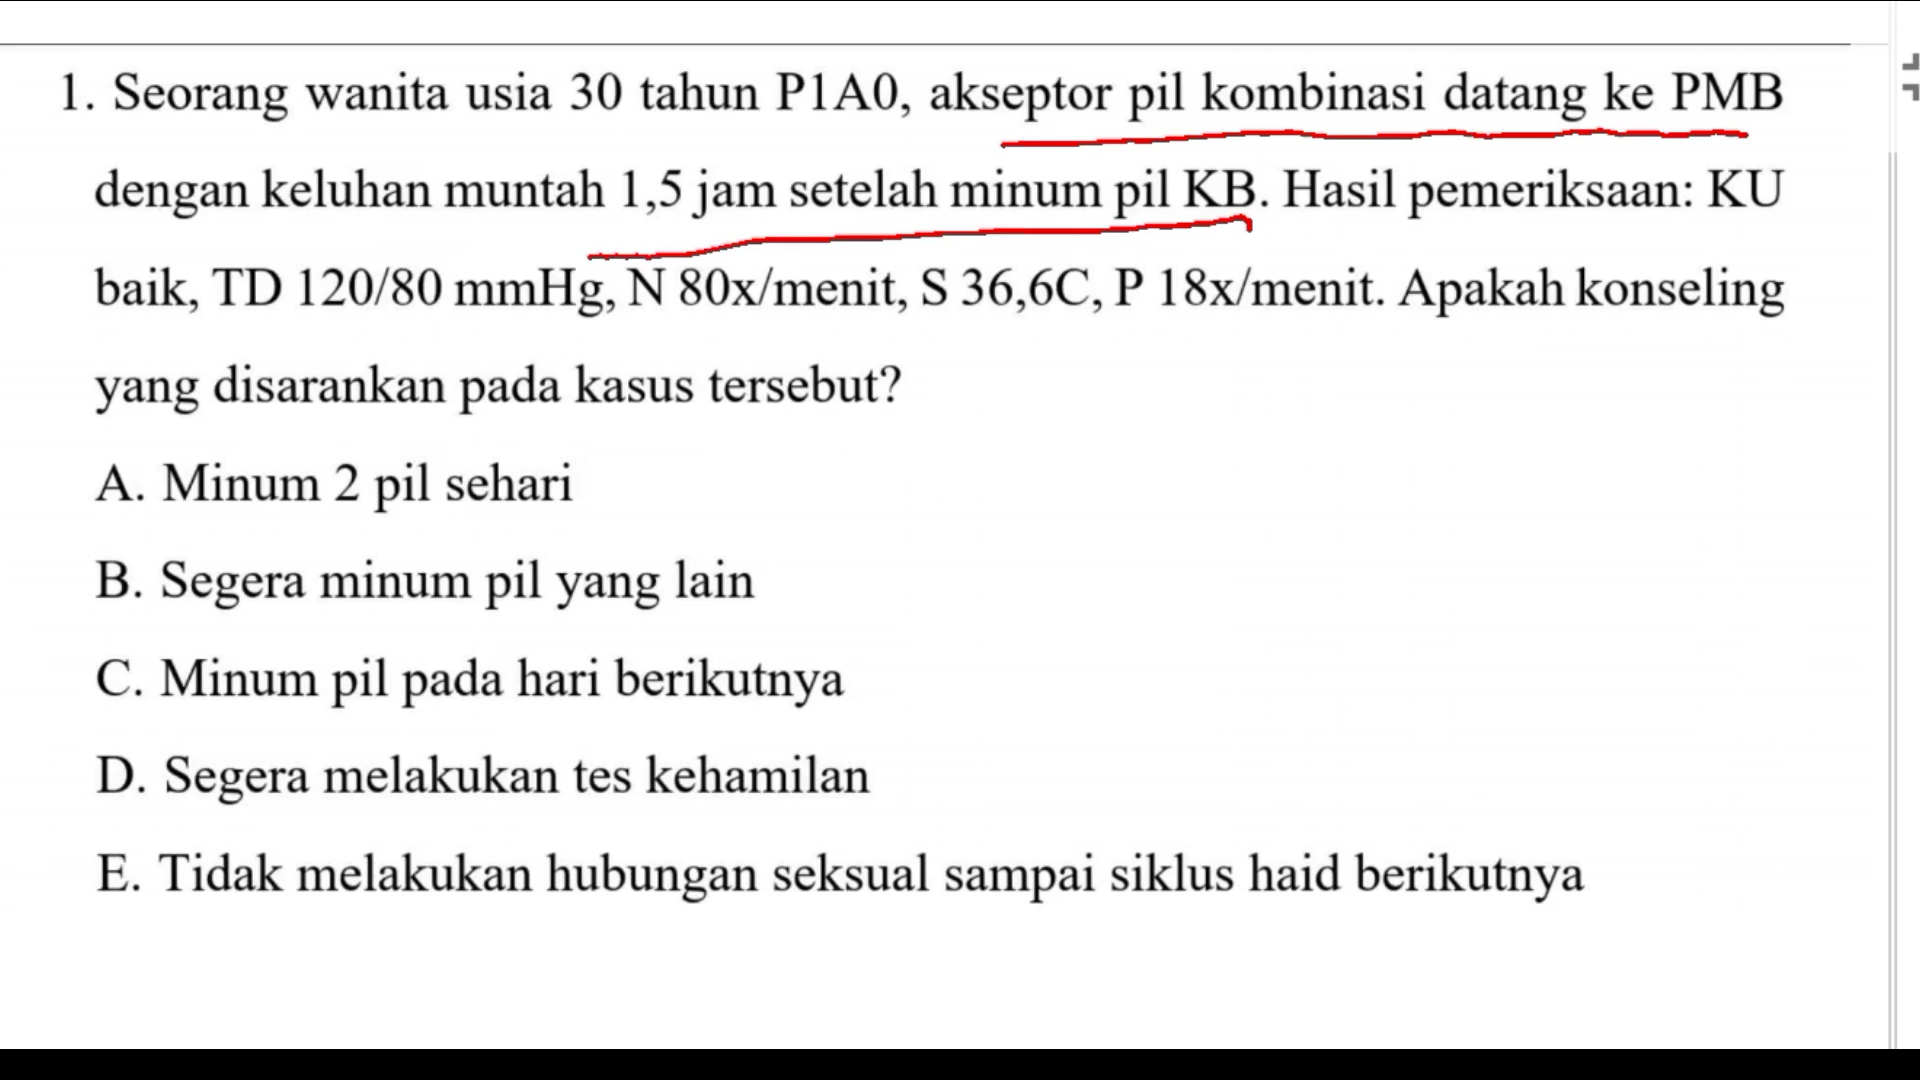 1. Seorang wanita usia 30 tahun P1A0, akseptor pil kombinasi datang ke PMB
dengan keluhan muntah 1,5 jam setelah minum pil KB. Hasil pemeriksaan: KU
baik, TD 120/80 mmHg, N 80x/menit, S 36,6C, P 18x/menit. Apakah konseling
yang disarankan pada kasus tersebut?
A. Minum 2 pil sehari
B. Segera minum pil yang lain
C. Minum pil pada hari berikutnya
D. Segera melakukan tes kehamilan
E. Tidak melakukan hubungan seksual sampai siklus haid berikutnya